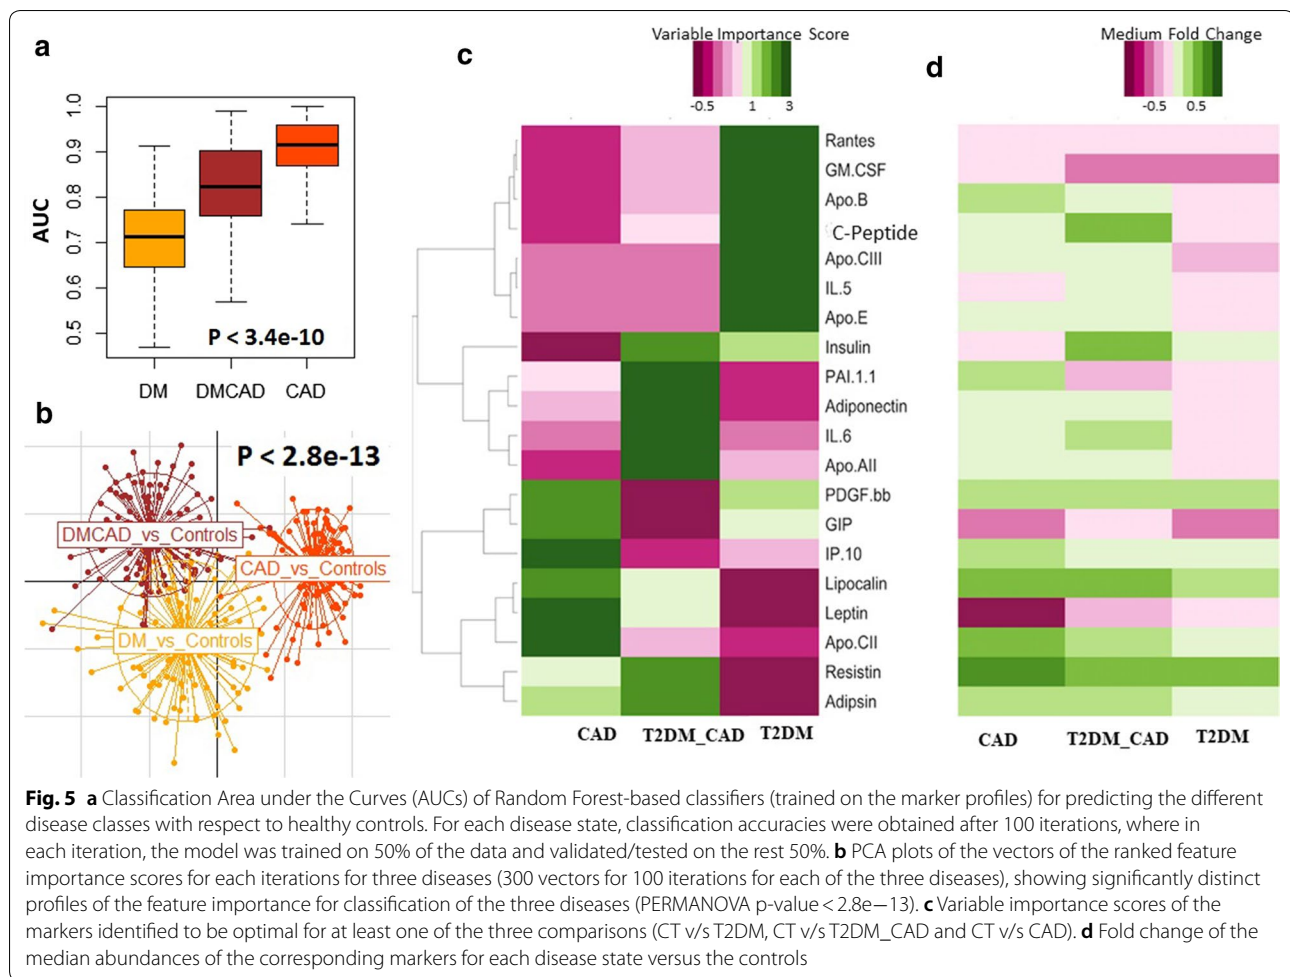 a
1.0
0.9
0.8
0.7
0.6
0.5
AUC
P < 3.4e-10
DM DMCAD CAD
b
P < 2.8e-13
DMCAD_vs_Controls
CAD_vs_Controls
DM_vs_Controls
c
Variable Importance Score
-0.5 1 3
Rantes
GM.CSF
Apo.B
C-Peptide
Apo.CIII
IL.5
Apo.E
Insulin
PAI.1.1
Adiponectin
IL.6
Apo.AII
PDGF.bb
GIP
IP.10
Lipocalin
Leptin
Apo.CII
Resistin
Adipsin
CAD T2DM_CAD T2DM
d
Medium Fold Change
-0.5 0.5
CAD T2DM_CAD T2DM
Fig. 5 a Classification Area under the Curves (AUCs) of Random Forest-based classifiers (trained on the marker profiles) for predicting the different
disease classes with respect to healthy controls. For each disease state, classification accuracies were obtained after 100 iterations, where in
each iteration, the model was trained on 50% of the data and validated/tested on the rest 50%. b PCA plots of the vectors of the ranked feature
importance scores for each iterations for three diseases (300 vectors for 100 iterations for each of the three diseases), showing significantly distinct
profiles of the feature importance for classification of the three diseases (PERMANOVA p-value < 2.8e−13). c Variable importance scores of the
markers identified to be optimal for at least one of the three comparisons (CT v/s T2DM, CT v/s T2DM_CAD and CT v/s CAD). d Fold change of the
median abundances of the corresponding markers for each disease state versus the controls